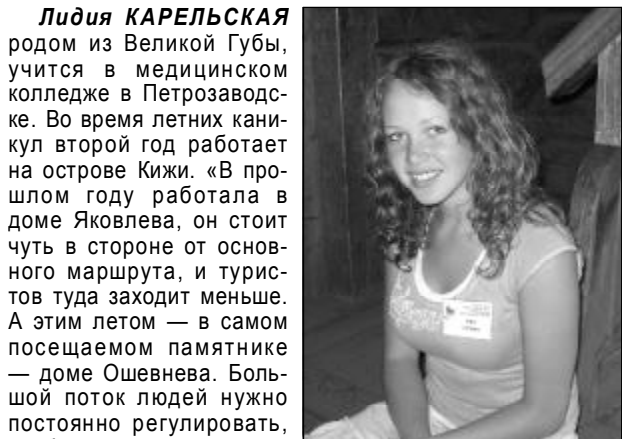 Лидия КАРЕЛЬСКАЯ
родом из Великой Губы,
учится в медицинском
колледже в Петрозаводс-
ке. Во время летних кани-
кул второй год работает
на острове Кижи. «В про-
шлом году работала в
доме Яковлева, он стоит
чуть в стороне от основ-
ного маршрута, и турис-
тов туда заходит меньше.
А этим летом — в самом
посещаемом памятнике
— доме Ошевнева. Боль-
шой поток людей нужно
постоянно регулировать,